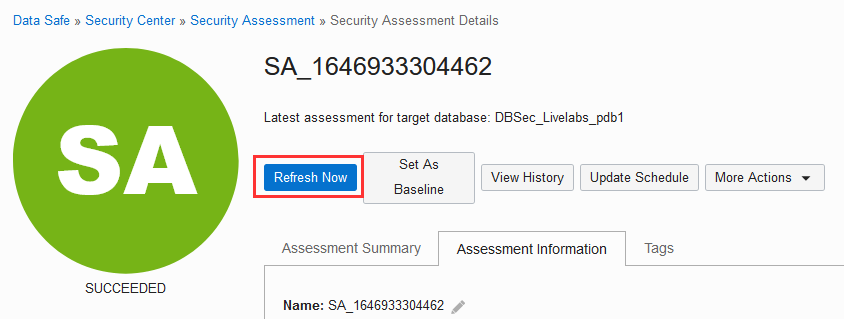 Data Safe » Security Center » Security Assessment » Security Assessment Details
SA
SUCCEEDED
SA_1646933304462
Latest assessment for target database: DBSec_Livelabs_pdb1
Refresh Now
Set As
Baseline
View History
Update Schedule
More Actions
Assessment Summary
Assessment Information
Tags
Name: SA_1646933304462